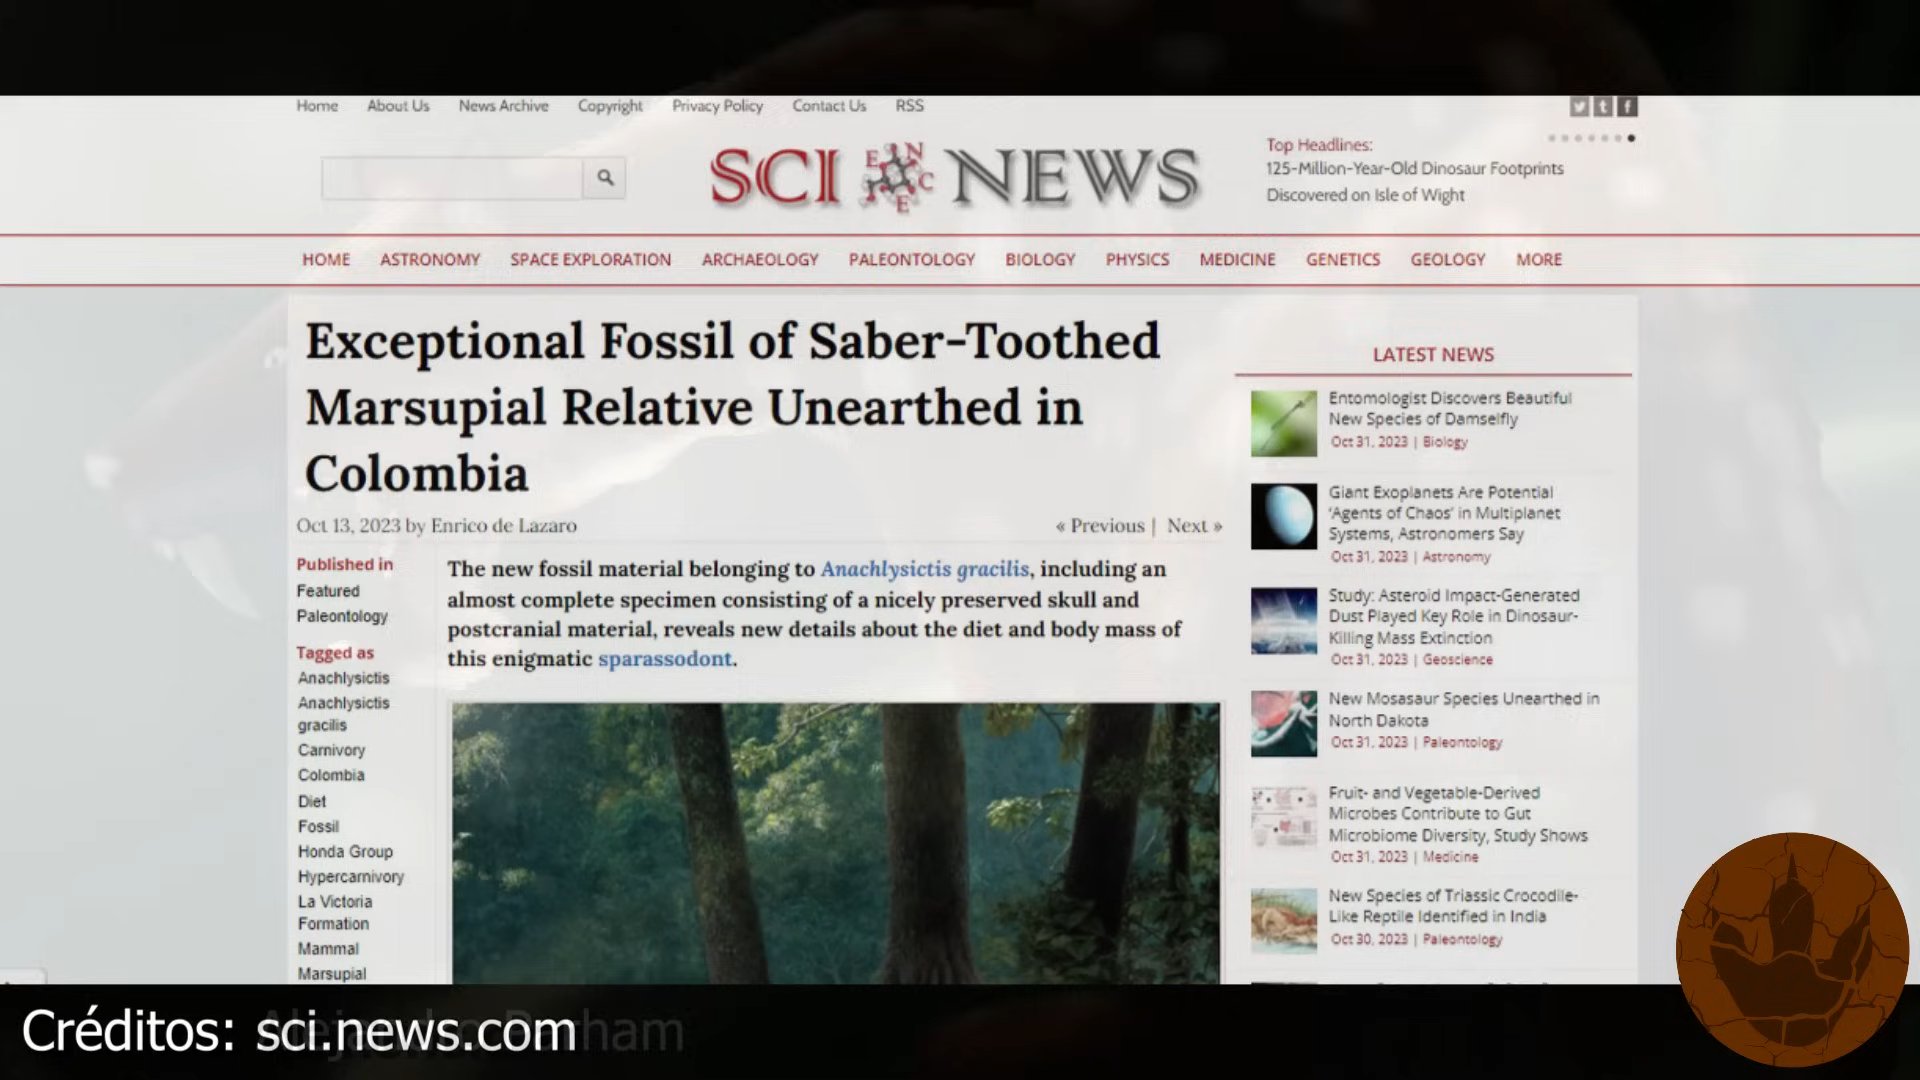 Home About Us News Archive Copyright Privacy Policy Contact Us RSS
SCI SCIENCE NEWS
Top Headlines:
125-Million-Year-Old Dinosaur Footprints
Discovered on Isle of Wight
HOME ASTRONOMY SPACE EXPLORATION ARCHAEOLOGY PALEONTOLOGY BIOLOGY PHYSICS MEDICINE GENETICS GEOLOGY MORE
Exceptional Fossil of Saber-Toothed
Marsupial Relative Unearthed in
Colombia
Oct 13, 2023 by Enrico de Lazaro
« Previous | Next »
Published in
Featured
Paleontology
Tagged as
Anachlysictis
Anachlysictis
gracilis
Carnivory
Colombia
Diet
Fossil
Honda Group
Hypercarnivory
La Victoria
Formation
Mammal
Marsupial
The new fossil material belonging to Anachlysictis gracilis, including an
almost complete specimen consisting of a nicely preserved skull and
postcranial material, reveals new details about the diet and body mass of
this enigmatic sparassodont.
LATEST NEWS
Entomologist Discovers Beautiful
New Species of Damselfly
Oct 31, 2023 | Biology
Giant Exoplanets Are Potential
'Agents of Chaos' in Multiplanet
Systems, Astronomers Say
Oct 31, 2023 | Astronomy
Study: Asteroid Impact-Generated
Dust Played Key Role in Dinosaur-
Killing Mass Extinction
Oct 31, 2023 | Geoscience
New Mosasaur Species Unearthed in
North Dakota
Oct 31, 2023 | Paleontology
Fruit- and Vegetable-Derived
Microbes Contribute to Gut
Microbiome Diversity, Study Shows
Oct 31, 2023 | Medicine
New Species of Triassic Crocodile-
Like Reptile Identified in India
Oct 30, 2023 | Paleontology
Créditos: sci.news.com